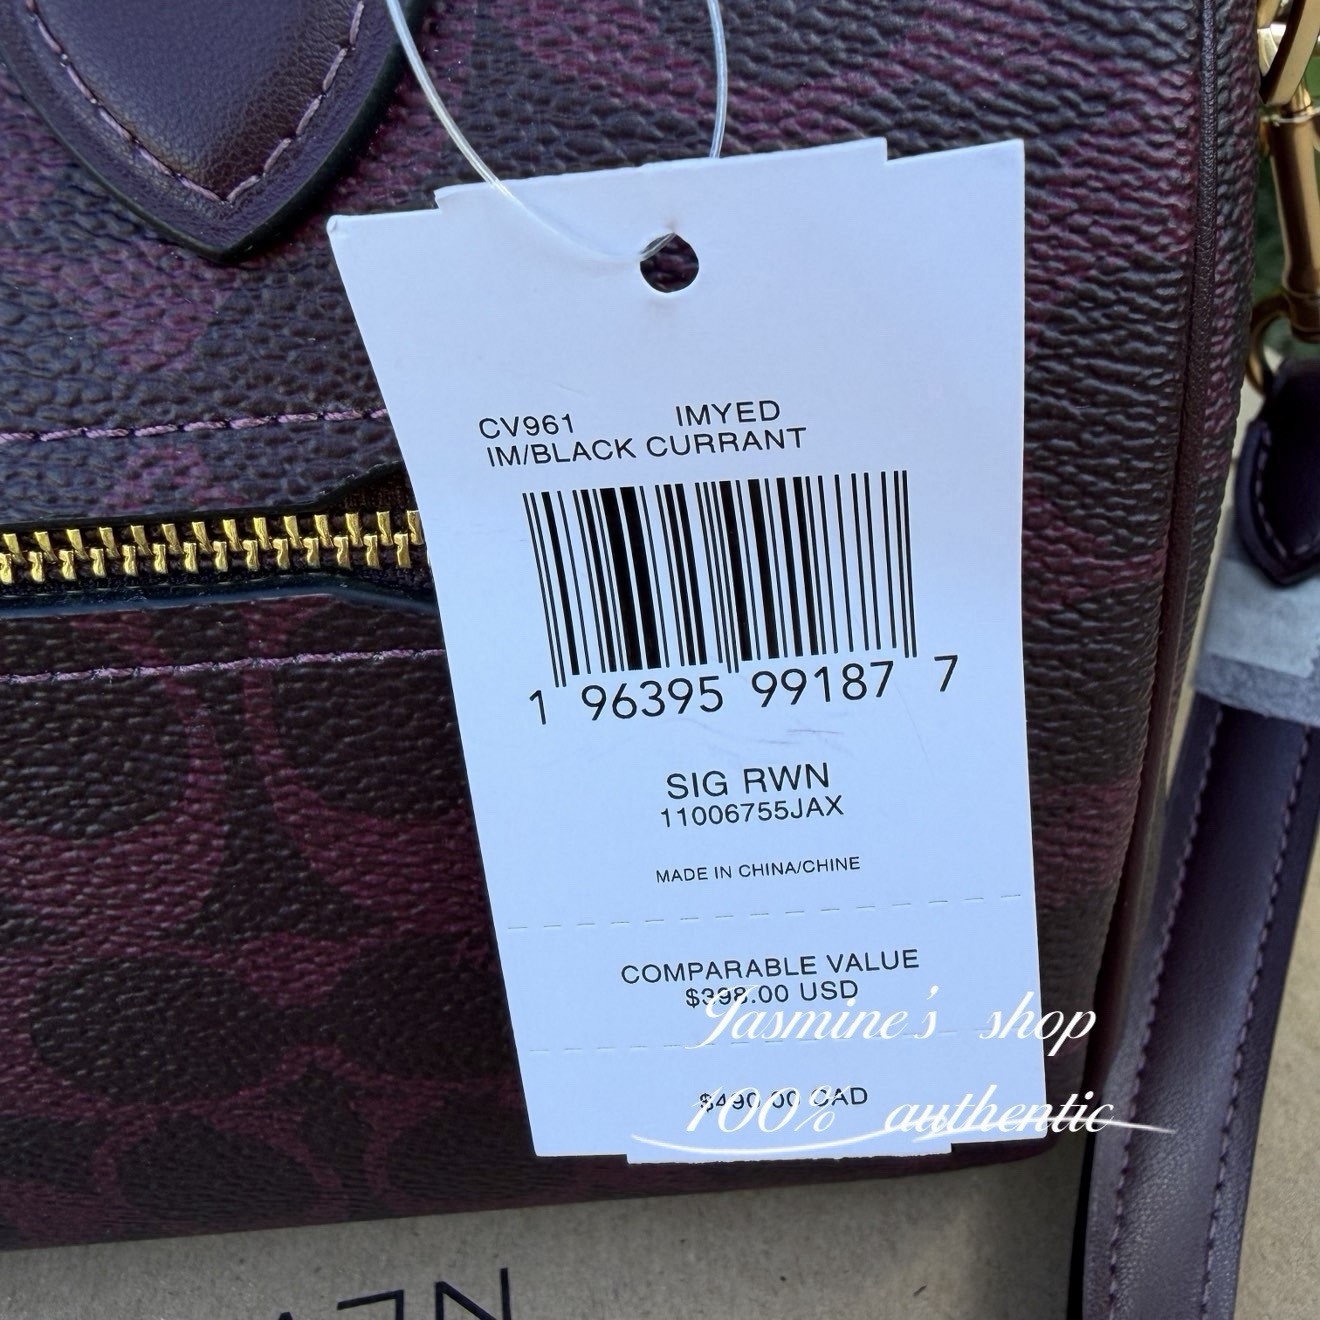 CV961 IMYED
IM/BLACK CURRANT
1 96395 99187 7
SIG RWN
11006755JAX
MADE IN CHINA/CHINE
COMPARABLE VALUE
$398.00 USD
Jasmine's shop
$490.00 CAD
100% authentic